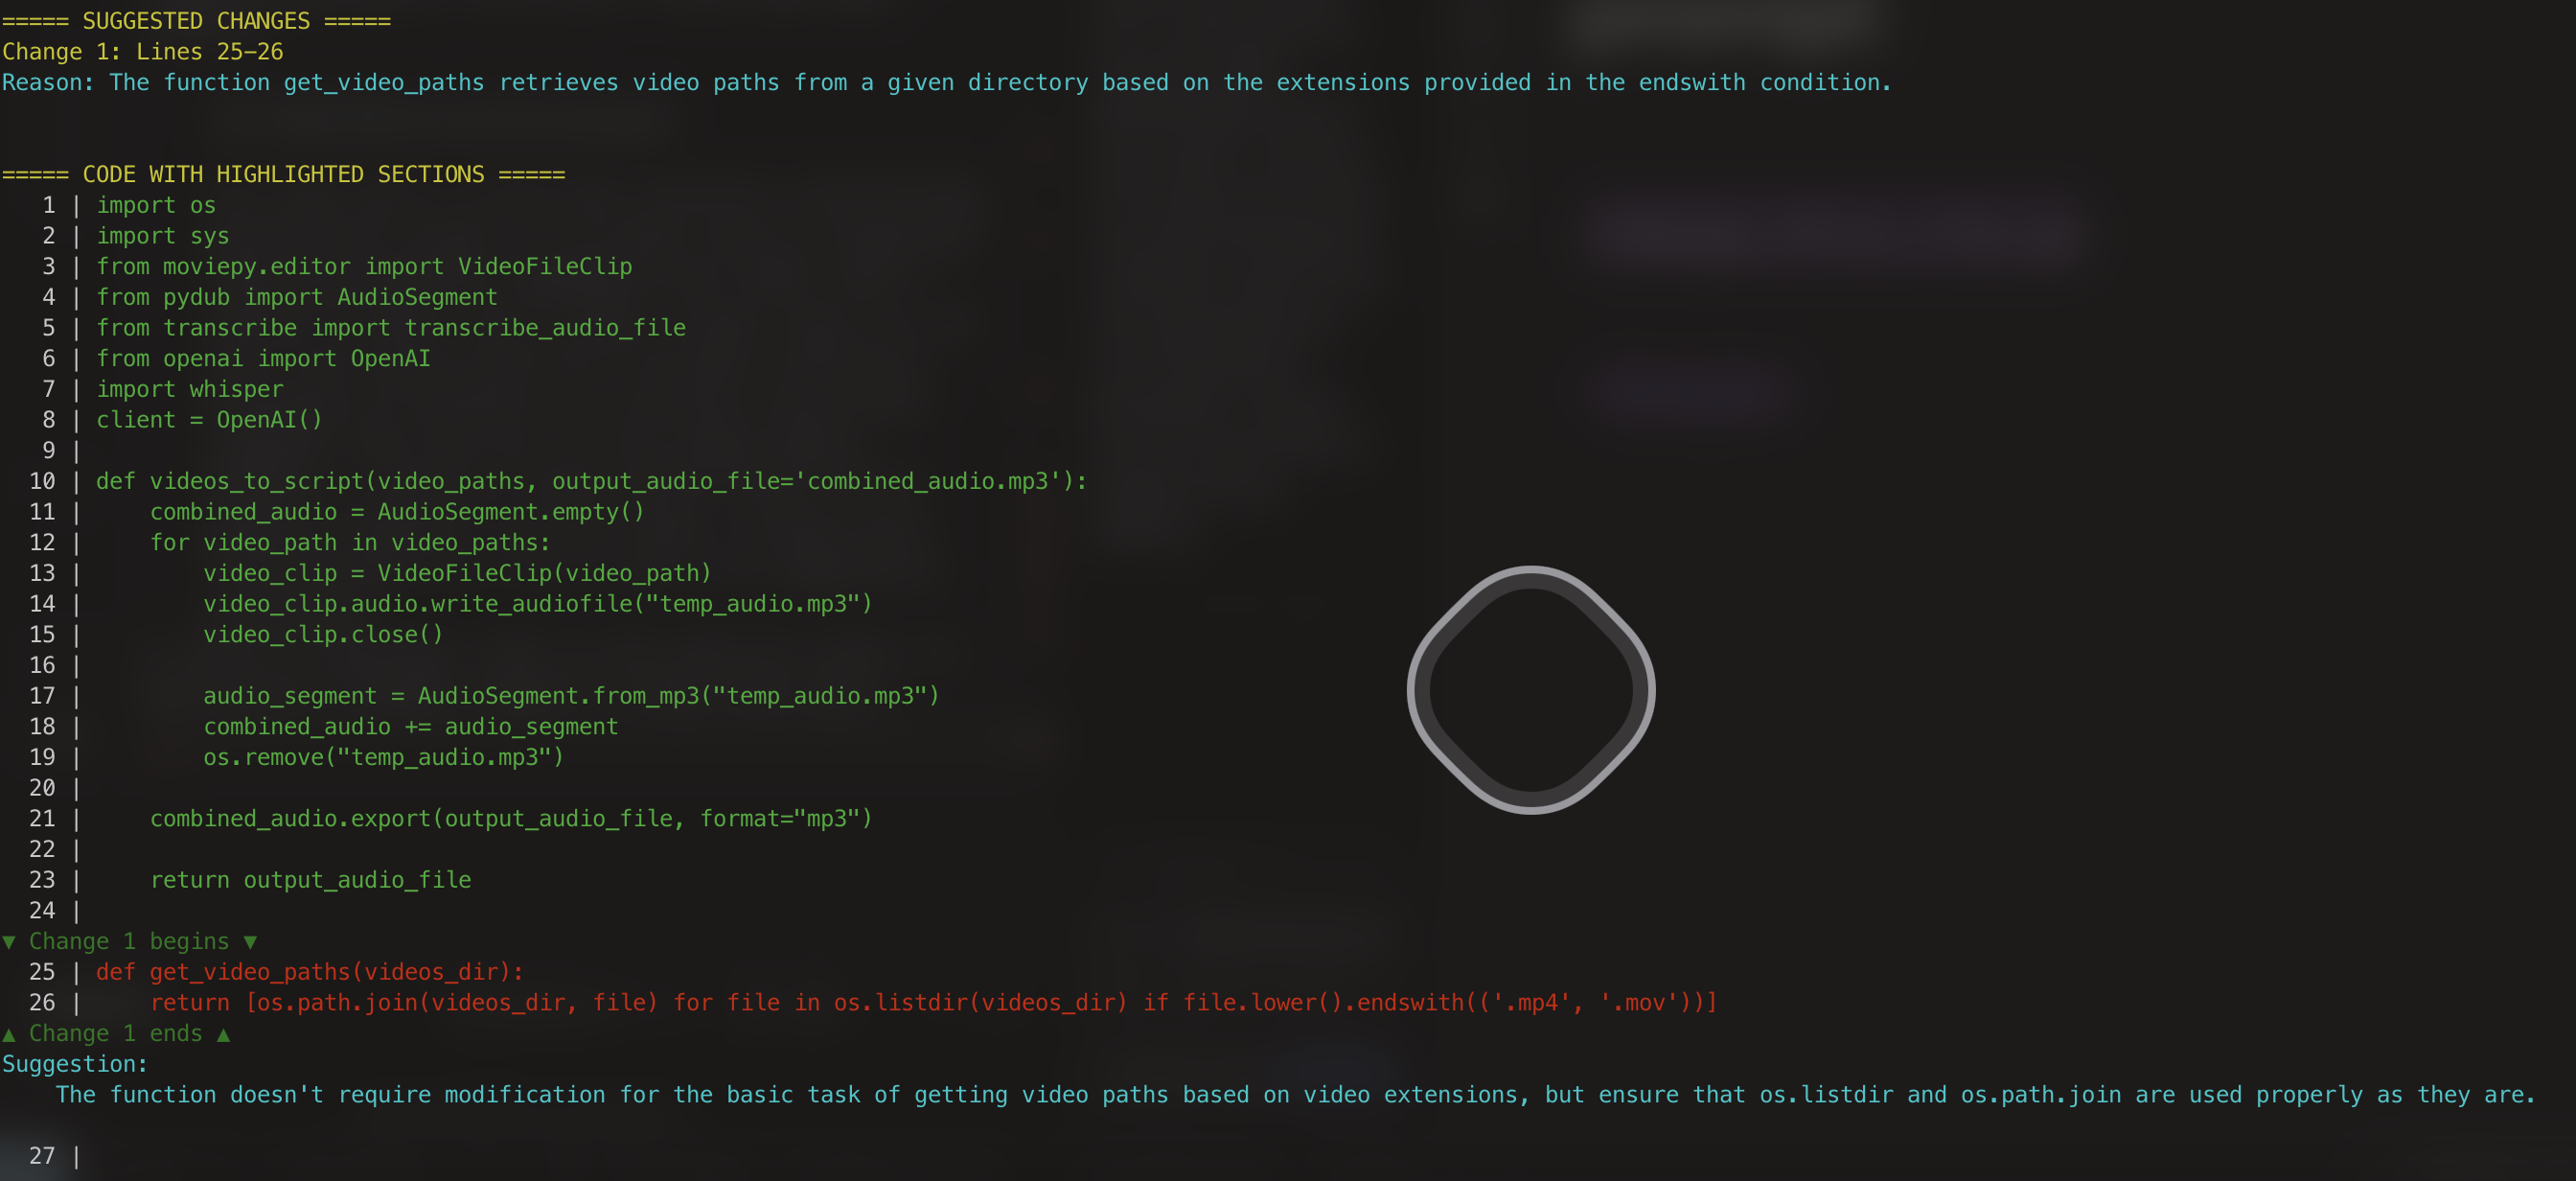 ===== SUGGESTED CHANGES =====
Change 1: Lines 25-26
Reason: The function get_video_paths retrieves video paths from a given directory based on the extensions provided in the endswith condition.
===== CODE WITH HIGHLIGHTED SECTIONS =====
   1 | import os
   2 | import sys
   3 | from moviepy.editor import VideoFileClip
   4 | from pydub import AudioSegment
   5 | from transcribe import transcribe_audio_file
   6 | from openai import OpenAI
   7 | import whisper
   8 | client = OpenAI()
   9 |
  10 | def videos_to_script(video_paths, output_audio_file='combined_audio.mp3'):
  11 |     combined_audio = AudioSegment.empty()
  12 |     for video_path in video_paths:
  13 |         video_clip = VideoFileClip(video_path)
  14 |         video_clip.audio.write_audiofile("temp_audio.mp3")
  15 |         video_clip.close()
  16 |
  17 |         audio_segment = AudioSegment.from_mp3("temp_audio.mp3")
  18 |         combined_audio += audio_segment
  19 |         os.remove("temp_audio.mp3")
  20 |
  21 |     combined_audio.export(output_audio_file, format="mp3")
  22 |
  23 |     return output_audio_file
  24 |
▼ Change 1 begins ▼
  25 | def get_video_paths(videos_dir):
  26 |     return [os.path.join(videos_dir, file) for file in os.listdir(videos_dir) if file.lower().endswith(('.mp4', '.mov'))]
▲ Change 1 ends ▲
Suggestion:
    The function doesn't require modification for the basic task of getting video paths based on video extensions, but ensure that os.listdir and os.path.join are used properly as they are.
  27 |